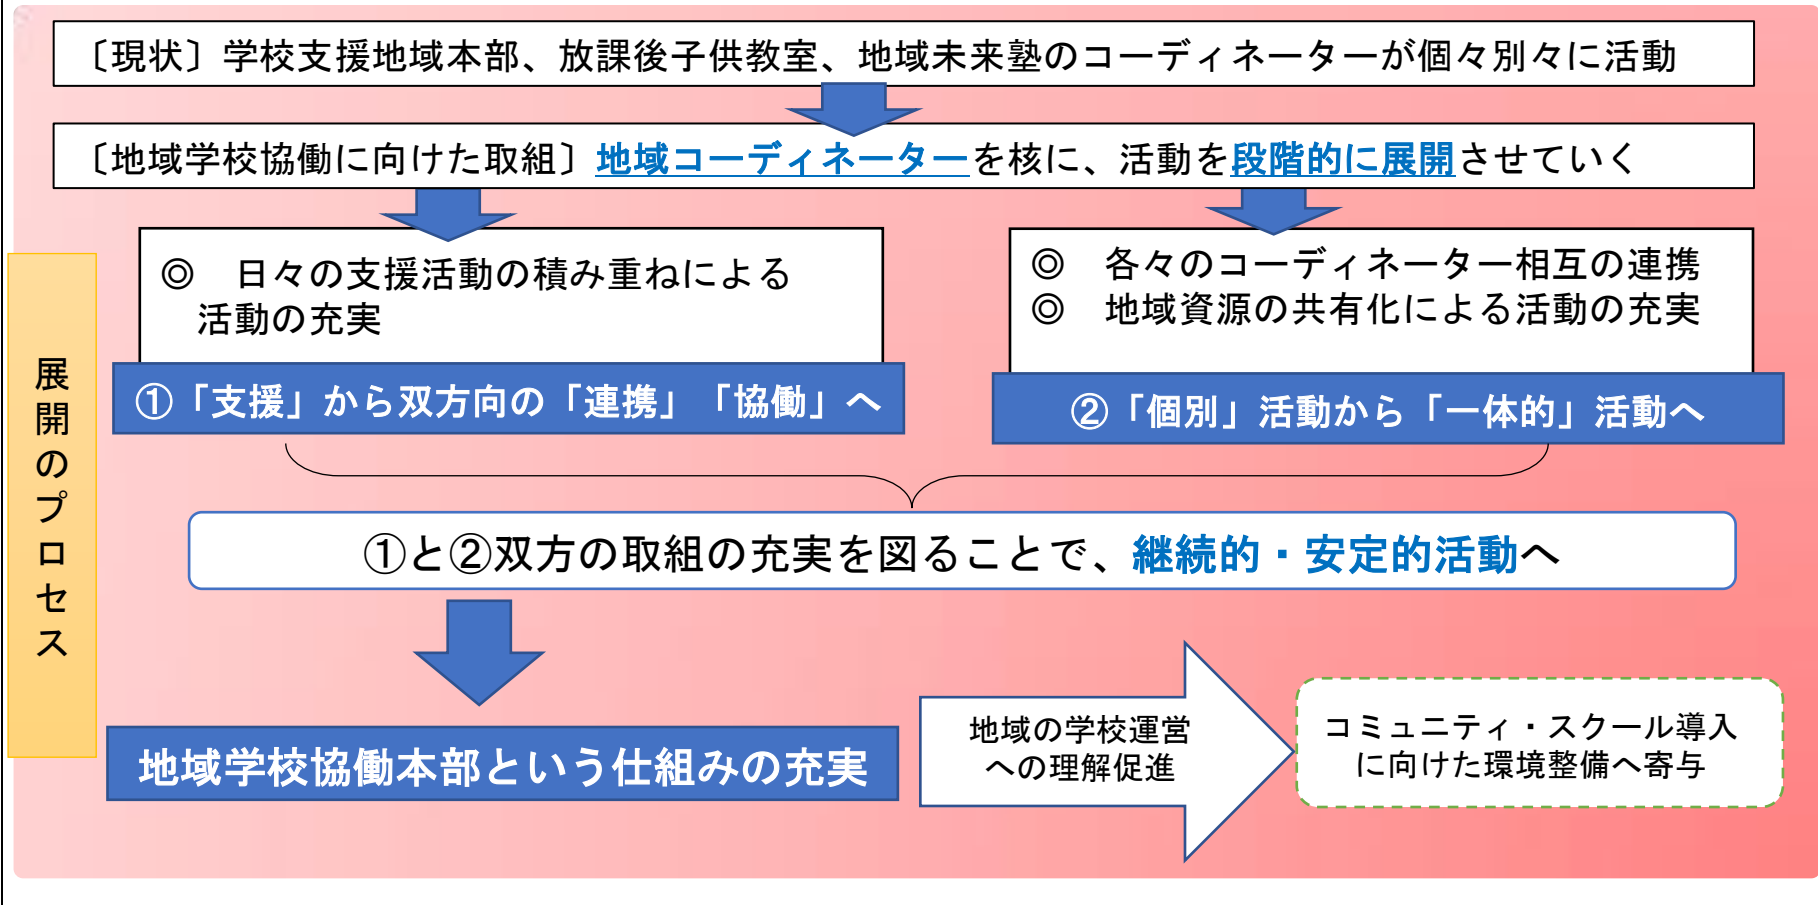 〔現状〕学校支援地域本部、放課後子供教室、地域未来塾のコーディネーターが個々別々に活動
〔地域学校協働に向けた取組〕地域コーディネーターを核に、活動を段階的に展開させていく
展開のプロセス
◎　日々の支援活動の積み重ねによる
活動の充実
①「支援」から双方向の「連携」「協働」へ
◎　各々のコーディネーター相互の連携
◎　地域資源の共有化による活動の充実
②「個別」活動から「一体的」活動へ
①と②双方の取組の充実を図ることで、継続的・安定的活動へ
地域学校協働本部という仕組みの充実
地域の学校運営
への理解促進
コミュニティ・スクール導入
に向けた環境整備へ寄与